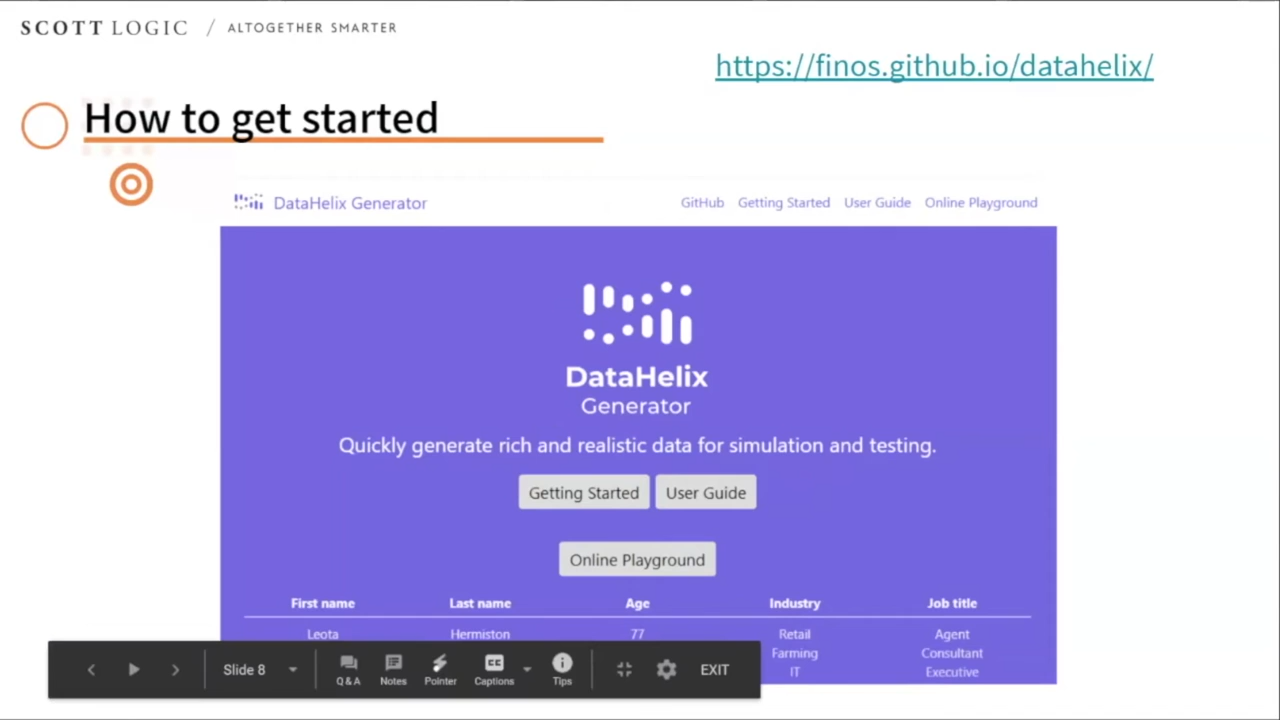 SCOTT LOGIC / ALTOGETHER SMARTER
https://finos.github.io/datahelix/
How to get started
DataHelix Generator GitHub Getting Started User Guide Online Playground
DataHelix
Generator
Quickly generate rich and realistic data for simulation and testing.
Getting Started User Guide
Online Playground
First name Last name Age Industry Job title
Leota Hermiston 77 Retail Agent
Farming Consultant
IT Executive
Slide 8 Q & A Notes Pointer CC Captions Tips EXIT